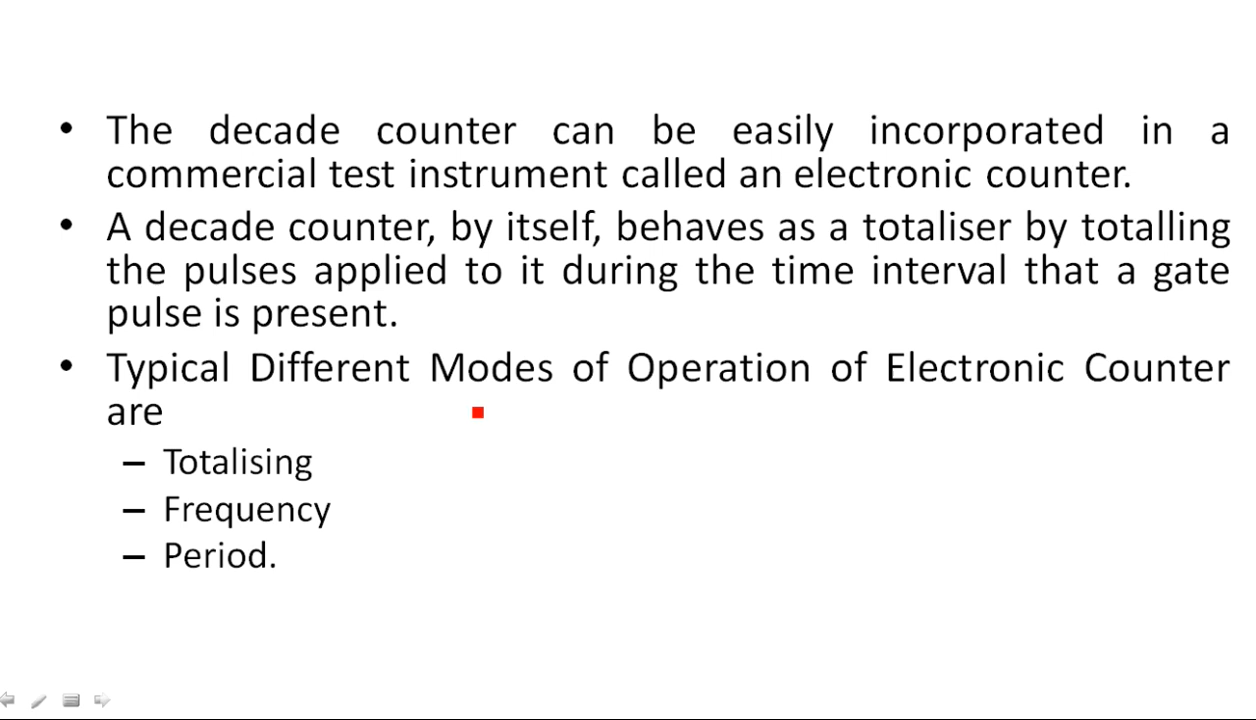 • The decade counter can be easily incorporated in a
commercial test instrument called an electronic counter.
• A decade counter, by itself, behaves as a totaliser by totalling
the pulses applied to it during the time interval that a gate
pulse is present.
• Typical Different Modes of Operation of Electronic Counter
are
– Totalising
– Frequency
– Period.